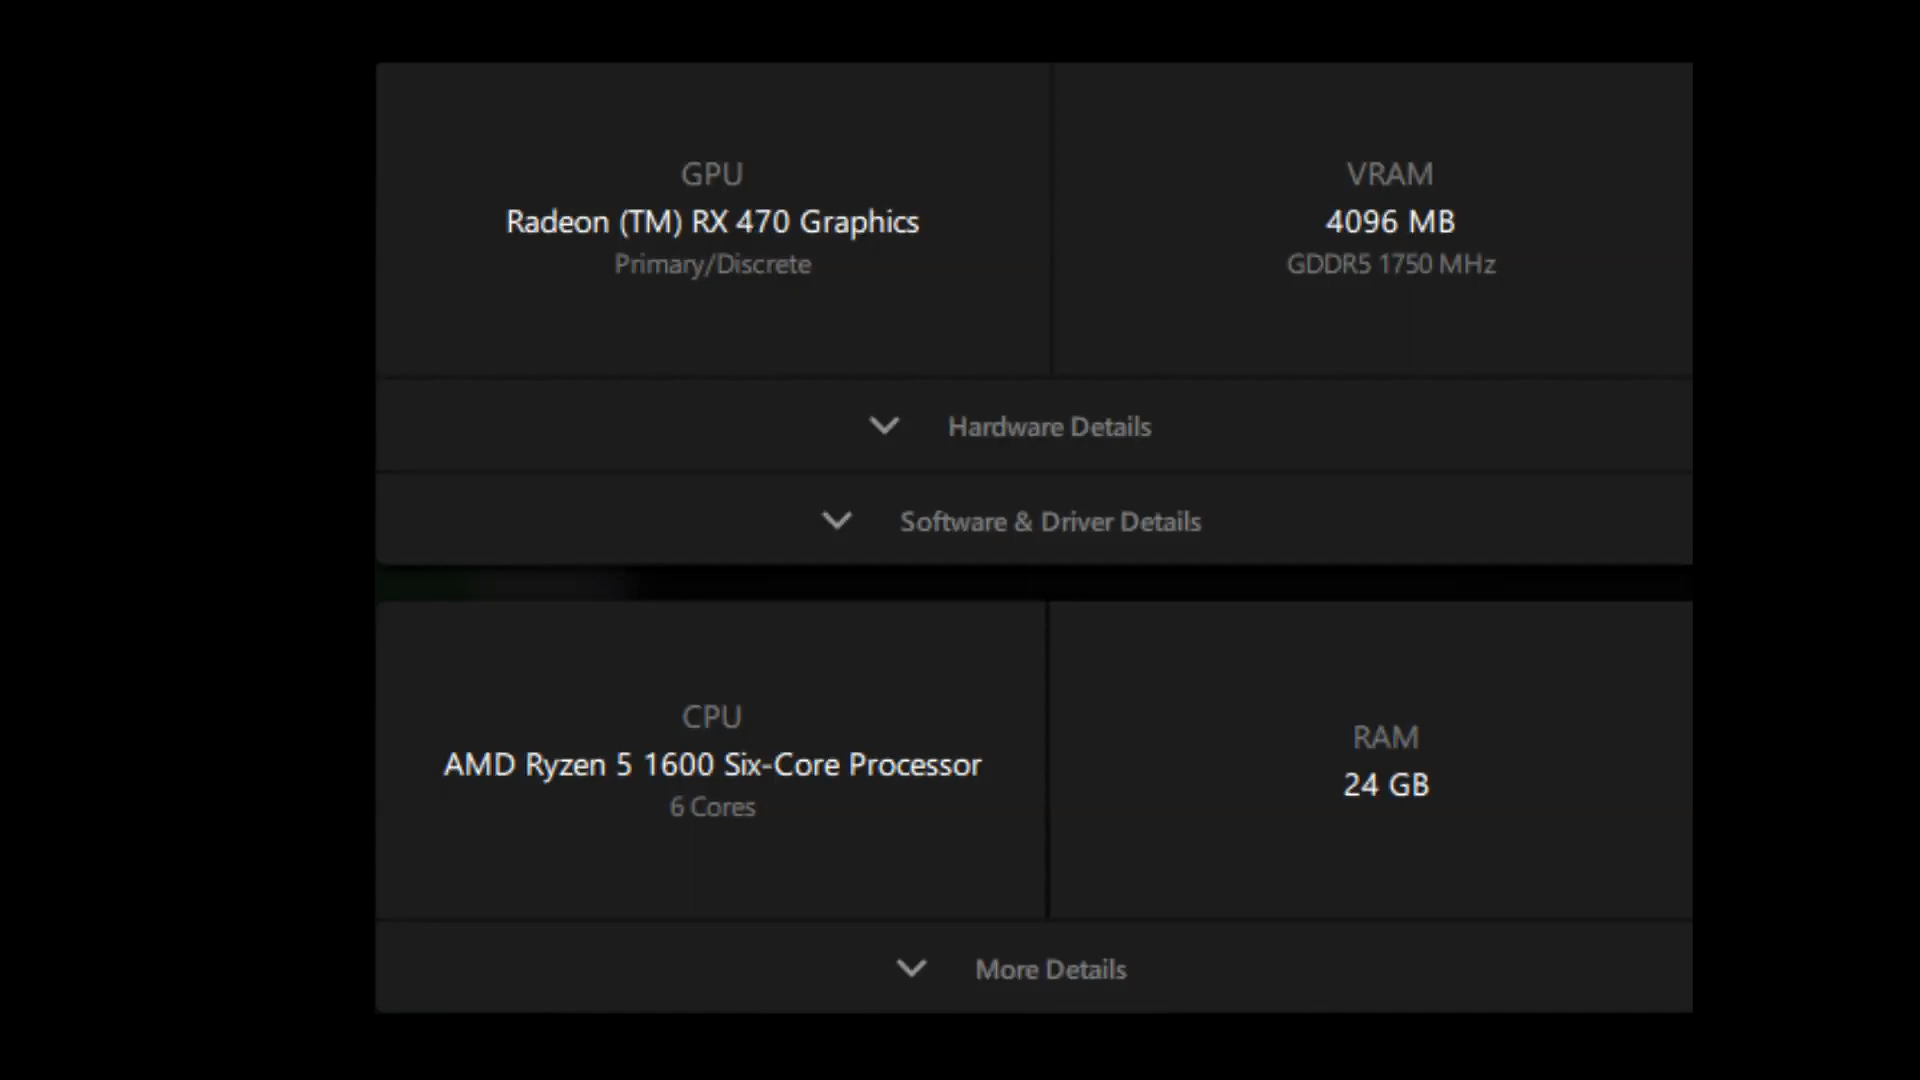 GPU
Radeon (TM) RX 470 Graphics
Primary/Discrete
VRAM
4096 MB
GDDR5 1750 MHz
Hardware Details
Software & Driver Details
CPU
AMD Ryzen 5 1600 Six-Core Processor
6 Cores
RAM
24 GB
More Details